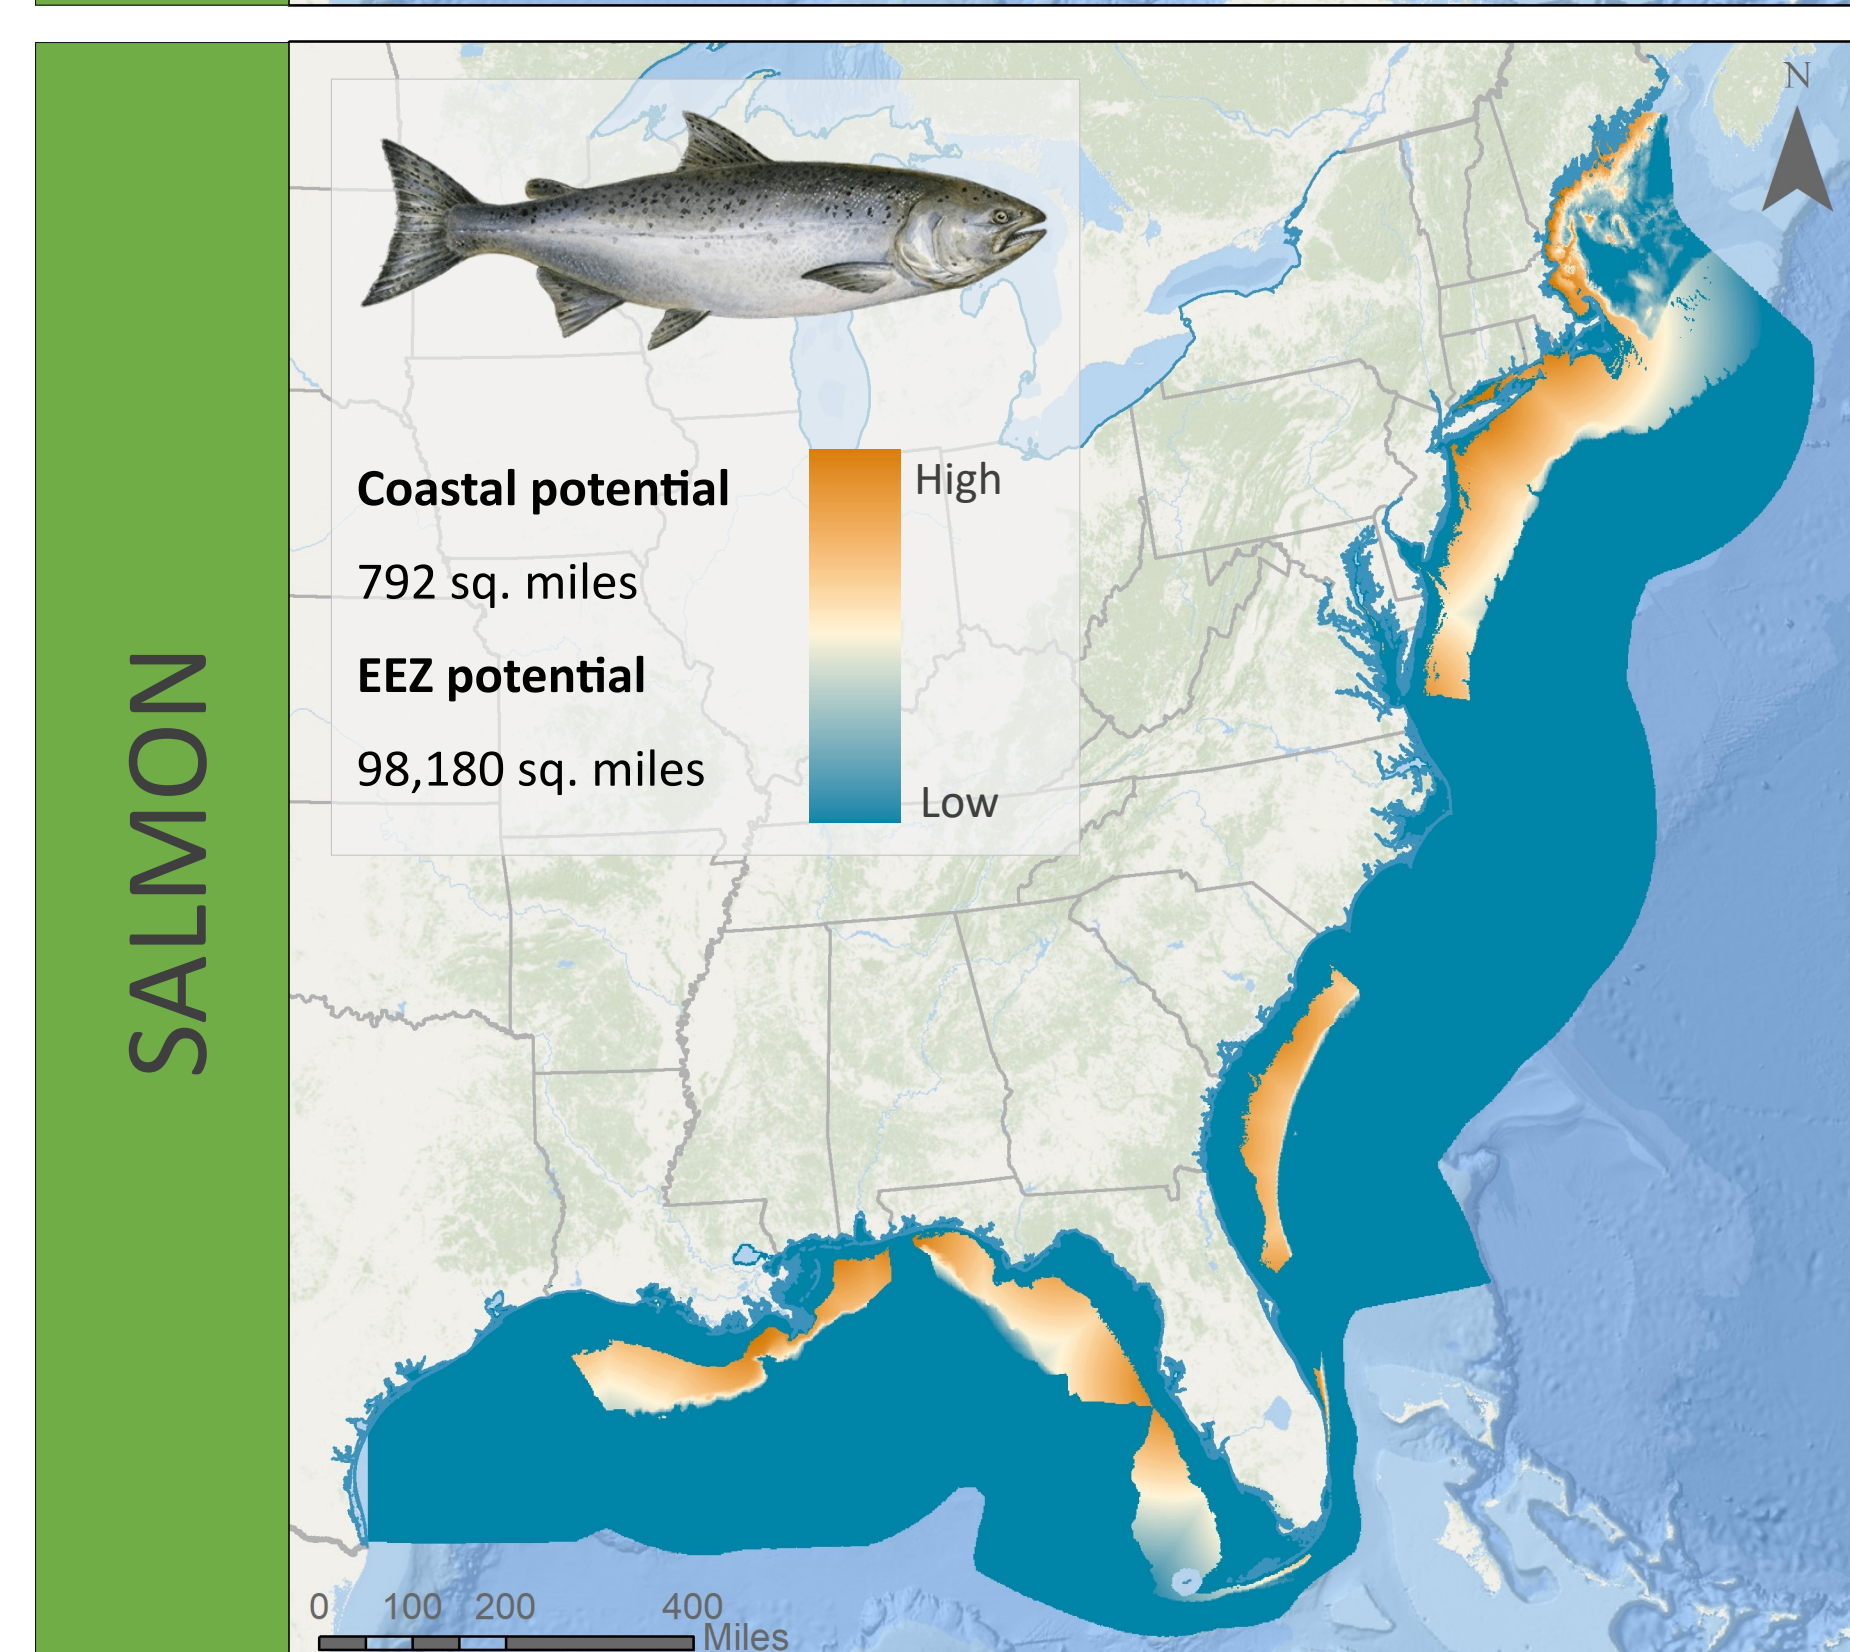 SALMON
N
Coastal potential
792 sq. miles
EEZ potential
98,180 sq. miles
High
Low
0 100 200 400
Miles